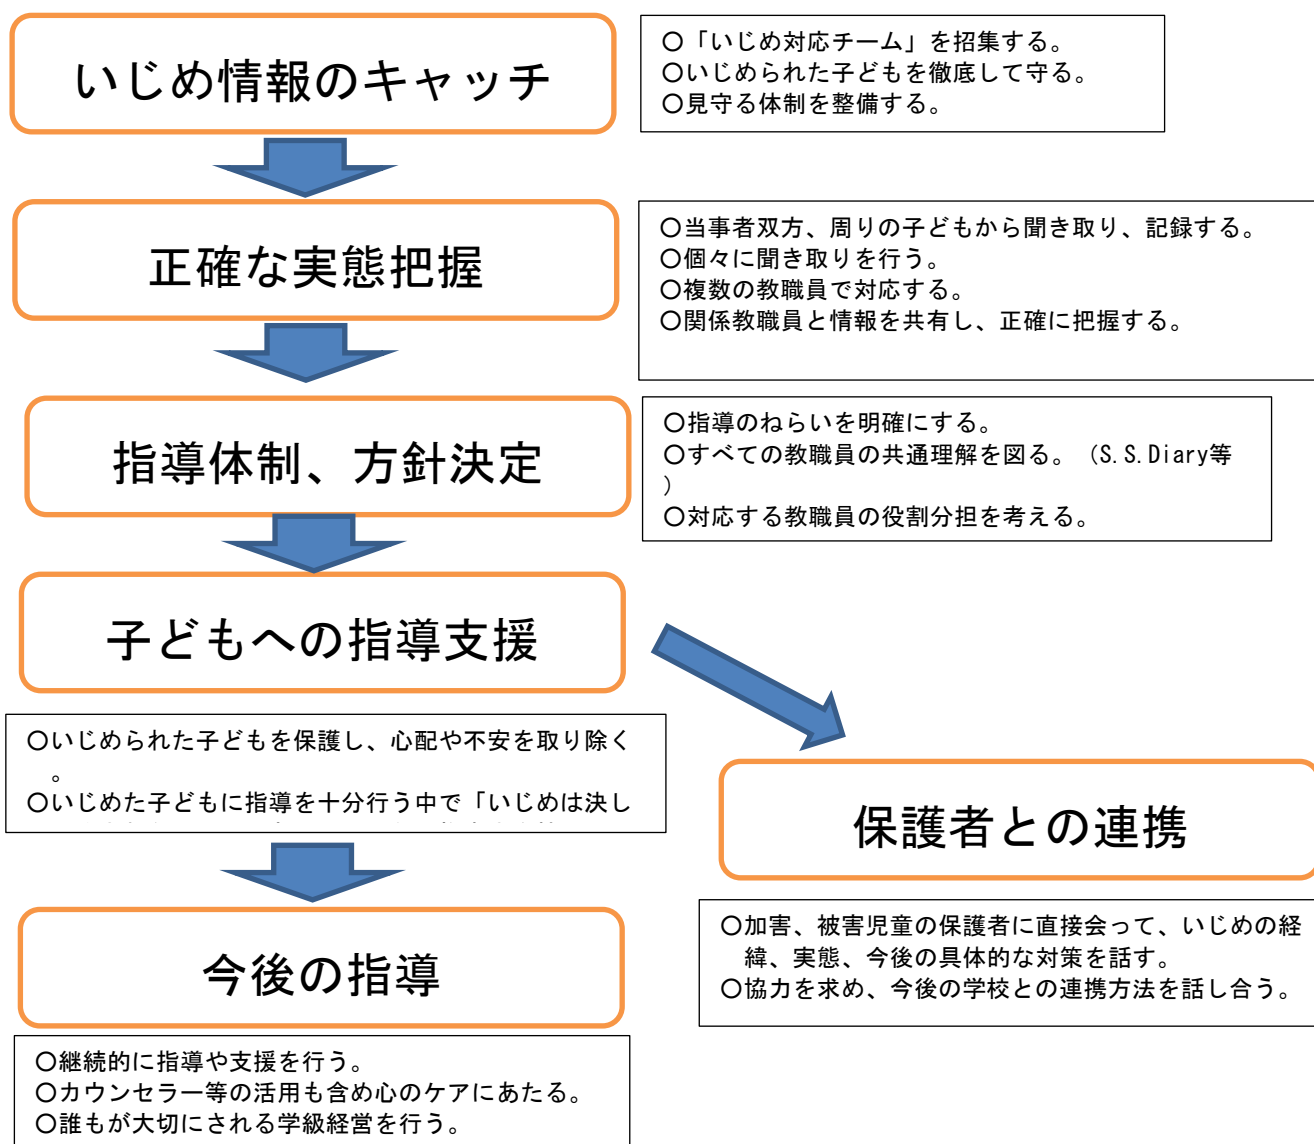 いじめ情報のキャッチ
〇「いじめ対応チーム」を招集する。
〇いじめられた子どもを徹底して守る。
〇見守る体制を整備する。
正確な実態把握
〇当事者双方、周りの子どもから聞き取り、記録する。
〇個々に聞き取りを行う。
〇複数の教職員で対応する。
〇関係教職員と情報を共有し、正確に把握する。
指導体制、方針決定
〇指導のねらいを明確にする。
〇すべての教職員の共通理解を図る。（S.S.Diary等
）
〇対応する教職員の役割分担を考える。
子どもへの指導支援
〇いじめられた子どもを保護し、心配や不安を取り除く
。
〇いじめた子どもに指導を十分行う中で「いじめは決し
保護者との連携
〇加害、被害児童の保護者に直接会って、いじめの経
緯、実態、今後の具体的な対策を話す。
〇協力を求め、今後の学校との連携方法を話し合う。
今後の指導
〇継続的に指導や支援を行う。
〇カウンセラー等の活用も含め心のケアにあたる。
〇誰もが大切にされる学級経営を行う。